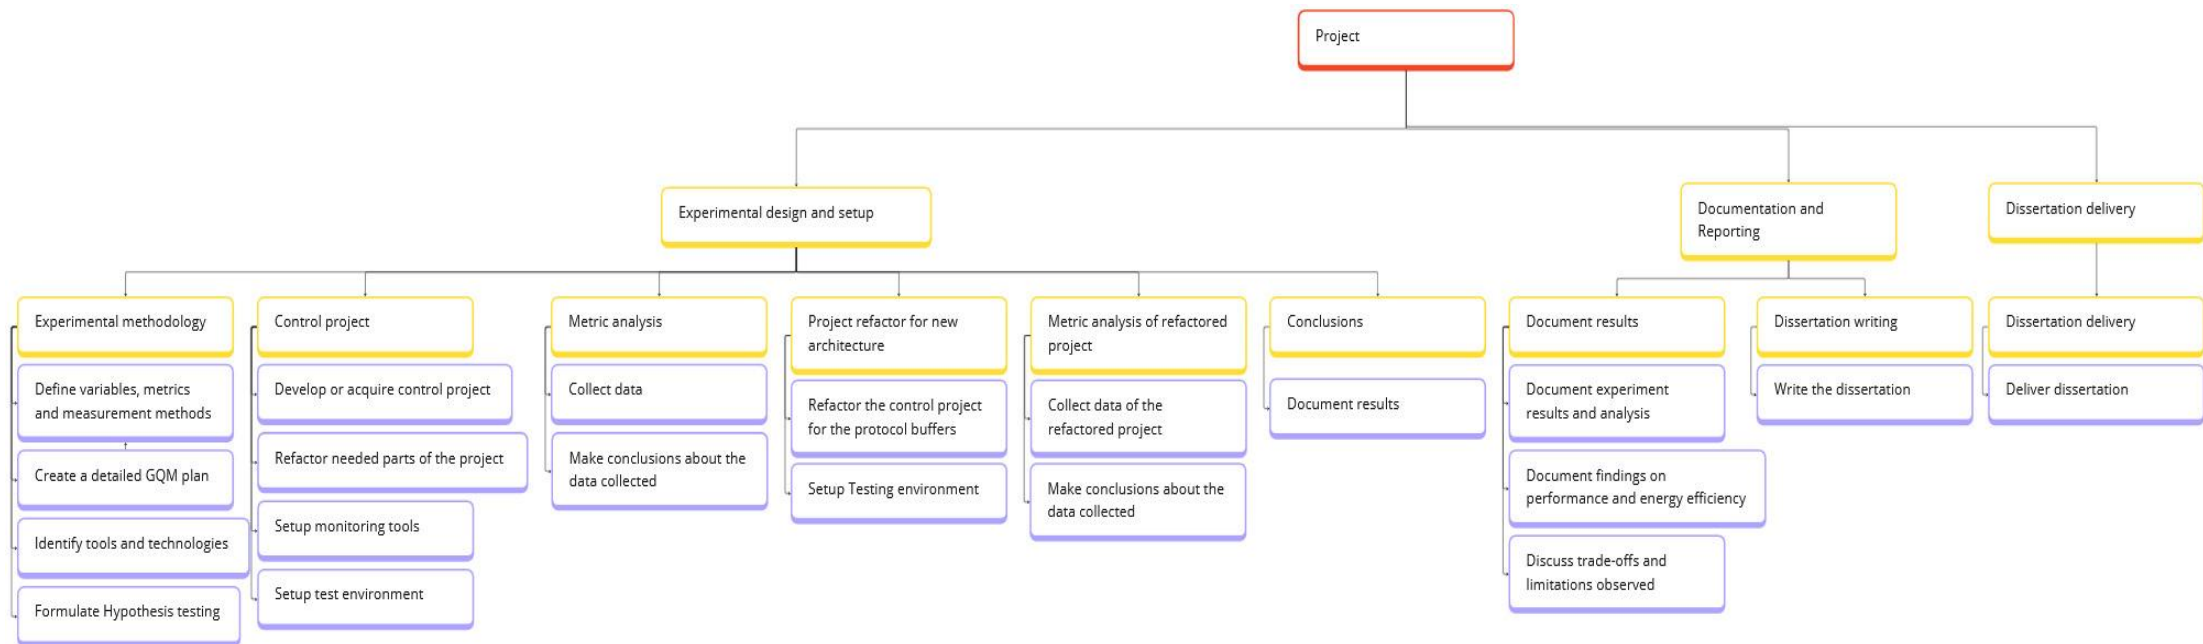 Project
Experimental design and setup
Documentation and
Reporting
Dissertation delivery
Experimental methodology
Define variables, metrics
and measurement methods
Create a detailed GQM plan
Identify tools and technologies
Formulate Hypothesis testing
Control project
Develop or acquire control project
Refactor needed parts of the project
Setup monitoring tools
Setup test environment
Metric analysis
Collect data
Make conclusions about the
data collected
Project refactor for new
architecture
Refactor the control project
for the protocol buffers
Setup Testing environment
Metric analysis of refactored
project
Collect data of the
refactored project
Make conclusions about the
data collected
Conclusions
Document results
Document results
Document experiment
results and analysis
Document findings on
performance and energy efficiency
Discuss trade-offs and
limitations observed
Dissertation writing
Write the dissertation
Dissertation delivery
Deliver dissertation